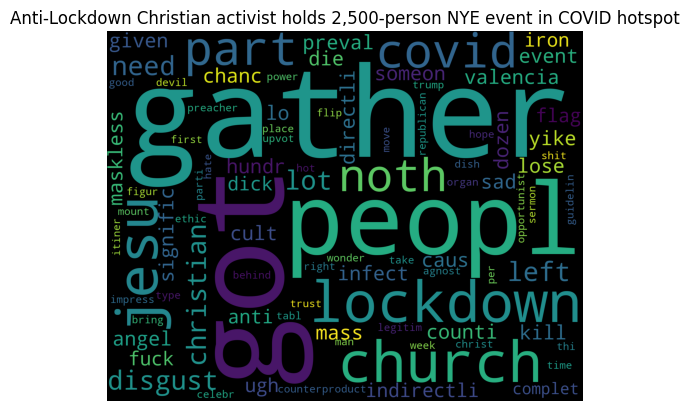 Anti-Lockdown Christian activist holds 2,500-person NYE event in COVID hotspot
given
part
covid
iron
need
preval
die
event
devil
chanc
someon
valencia
good
power
trump
preacher
lo
directli
flag
gather
maskless
first
place
upvot
flip
move
republican
hope
dozen
yike
shit
hundr
noth
lose
jesu
got
hate
parti
hot
dish
sad
figur
dick
lot
organ
opportunist
sermon
guidelin
mount
ethic
peopl
itiner
signific
christian
cult
wonder
take
agnost
per
caus
behind
right
infect
left
impress
type
trust
lockdown
bring
anti
tabl
legitim
angel
mass
man
week
christ
counti
kill
thi
fuck
church
time
disgust
ugh
indirectli
complet
celebr
counterproduct